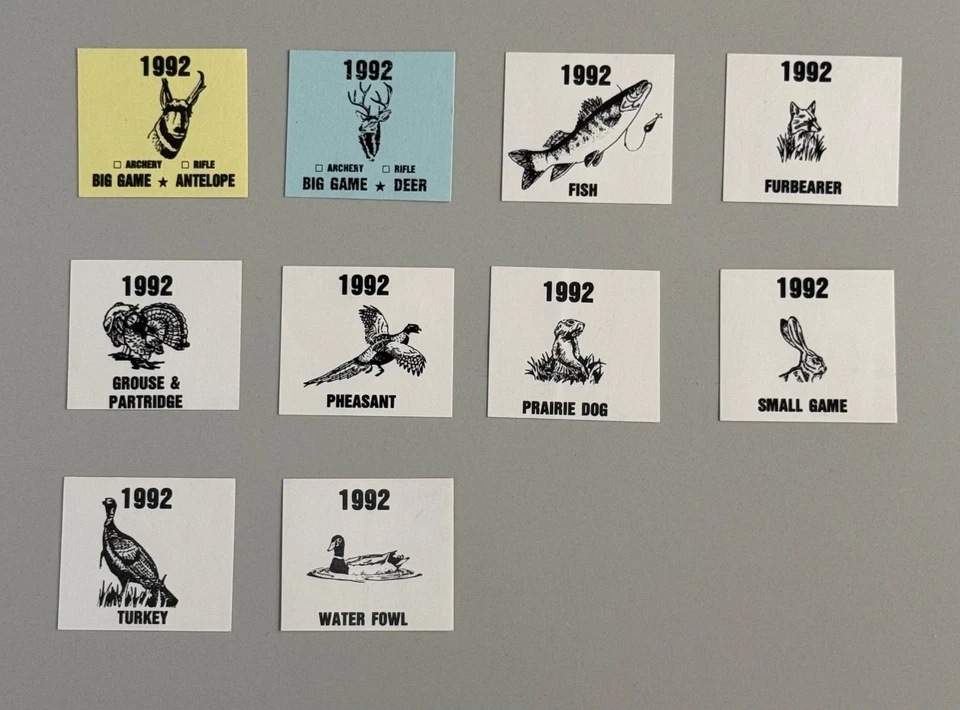 1992
☐ ARCHERY ☐ RIFLE
BIG GAME ★ ANTELOPE
1992
☐ ARCHERY ☐ RIFLE
BIG GAME ★ DEER
1992
FISH
1992
FURBEARER
1992
GROUSE &
PARTRIDGE
1992
PHEASANT
1992
PRAIRIE DOG
1992
SMALL GAME
1992
TURKEY
1992
WATER FOWL